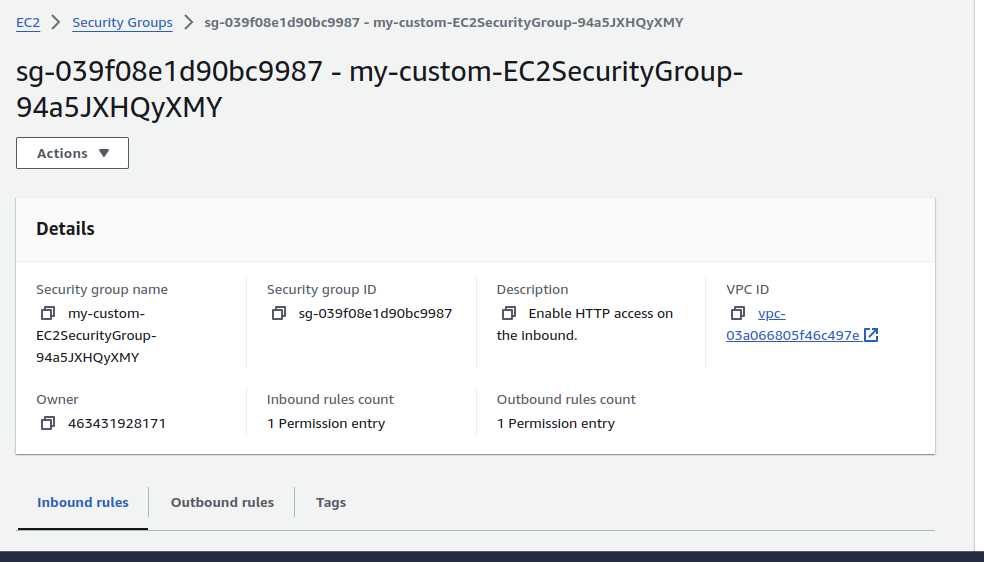 EC2 > Security Groups > sg-039f08e1d90bc9987 - my-custom-EC2SecurityGroup-94a5JXHQyXMY
sg-039f08e1d90bc9987 - my-custom-EC2SecurityGroup-
94a5JXHQyXMY
Actions
Details
Security group name
my-custom-
EC2SecurityGroup-
94a5JXHQyXMY
Security group ID
sg-039f08e1d90bc9987
Description
Enable HTTP access on
the inbound.
VPC ID
vpc-
03a066805f46c497e
Owner
463431928171
Inbound rules count
1 Permission entry
Outbound rules count
1 Permission entry
Inbound rules
Outbound rules
Tags